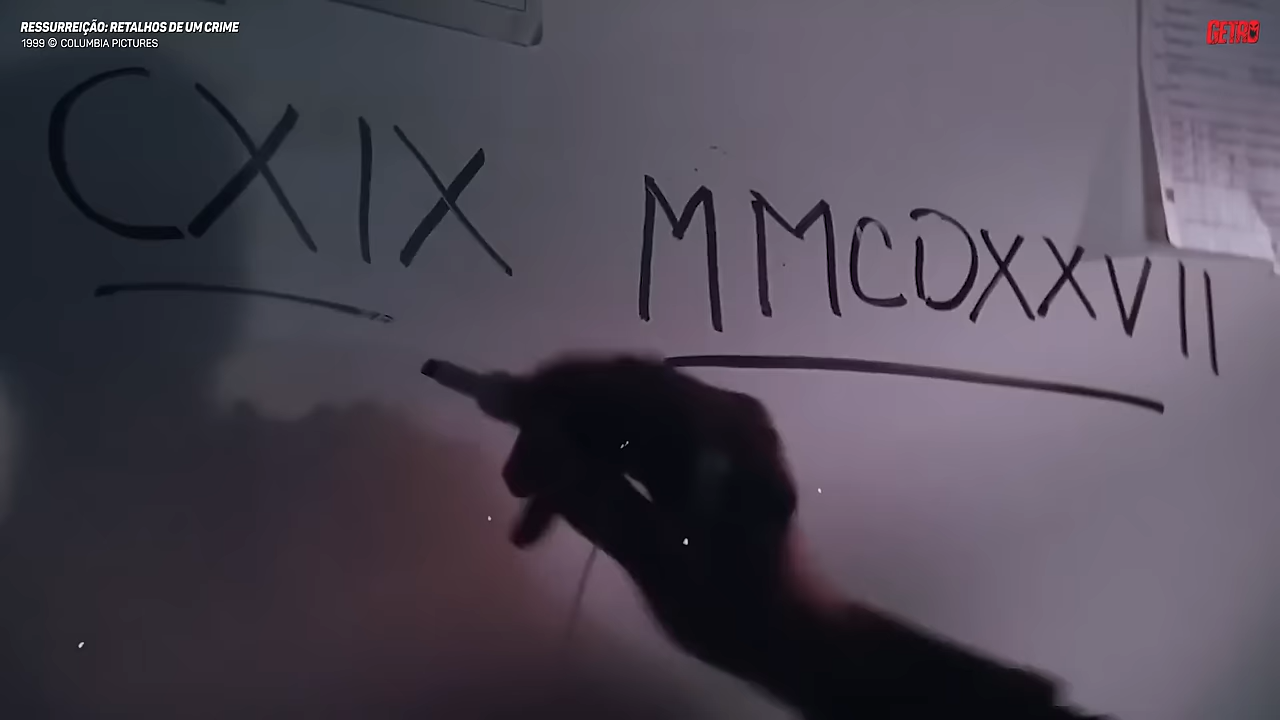 RESSURREIÇÃO: RETALHOS DE UM CRIME
1999 © COLUMBIA PICTURES
GETRO
CXIX MMCDXXVII